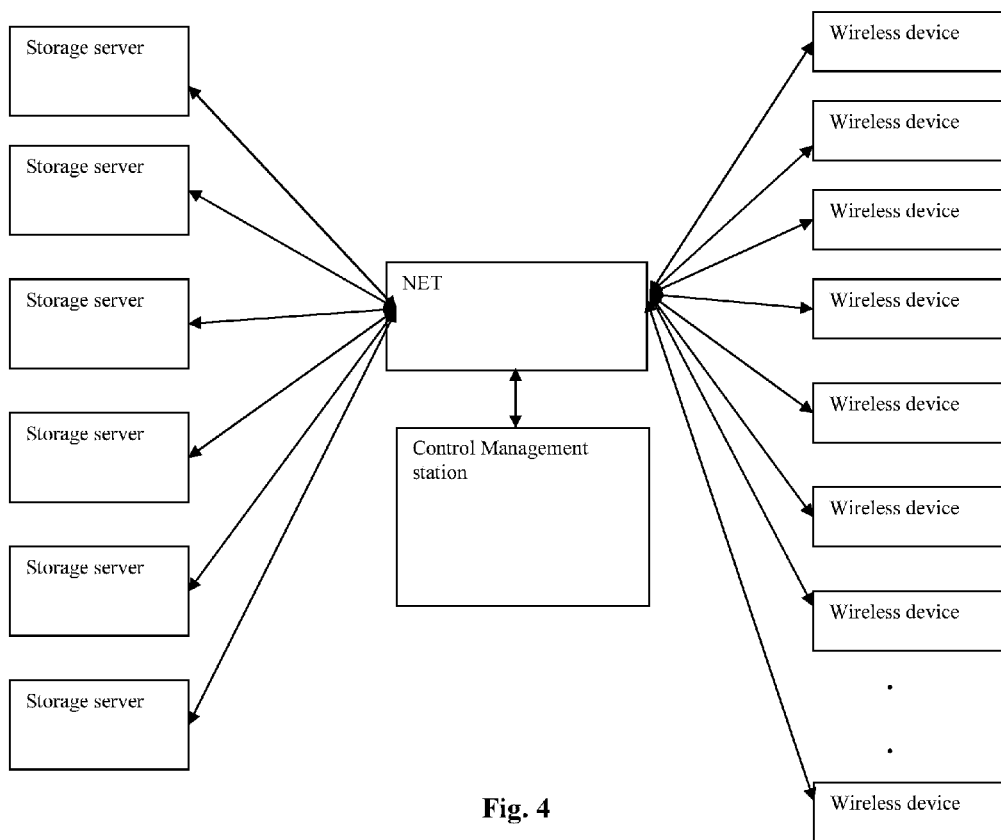 Storage server
Storage server
Storage server
Storage server
Storage server
Storage server
NET
Control Management
station
Wireless device
Wireless device
Wireless device
Wireless device
Wireless device
Wireless device
Wireless device
.
.
Wireless device
Fig. 4